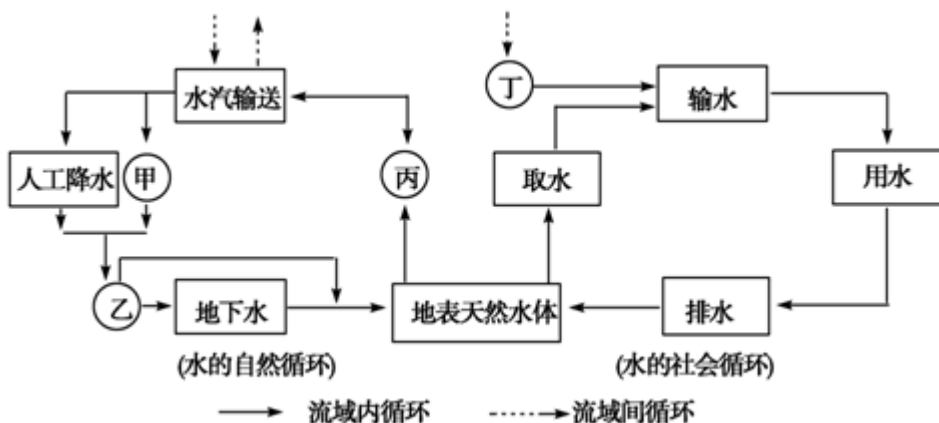 水汽输送
丁
输水
人工降水
甲
丙
取水
用水
乙
地下水
地表天然水体
排水
(水的自然循环)
(水的社会循环)
流域内循环
流域间循环